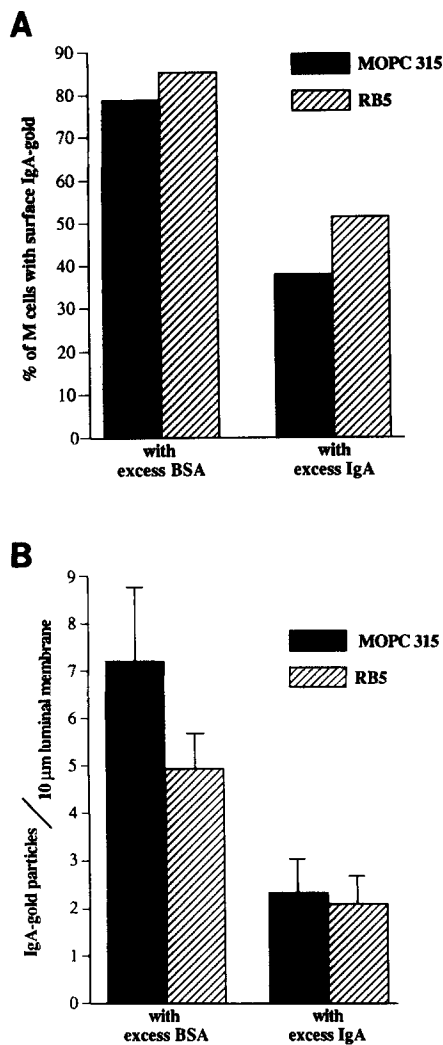 A
90
80
70
60
50
40
30
20
10
0
% of M cells with surface IgA-gold
MOPC 315
RB5
with
excess BSA
with
excess IgA
B
9
8
7
6
5
4
3
2
1
0
IgA-gold particles / 10 µm luminal membrane
MOPC 315
RB5
with
excess BSA
with
excess IgA